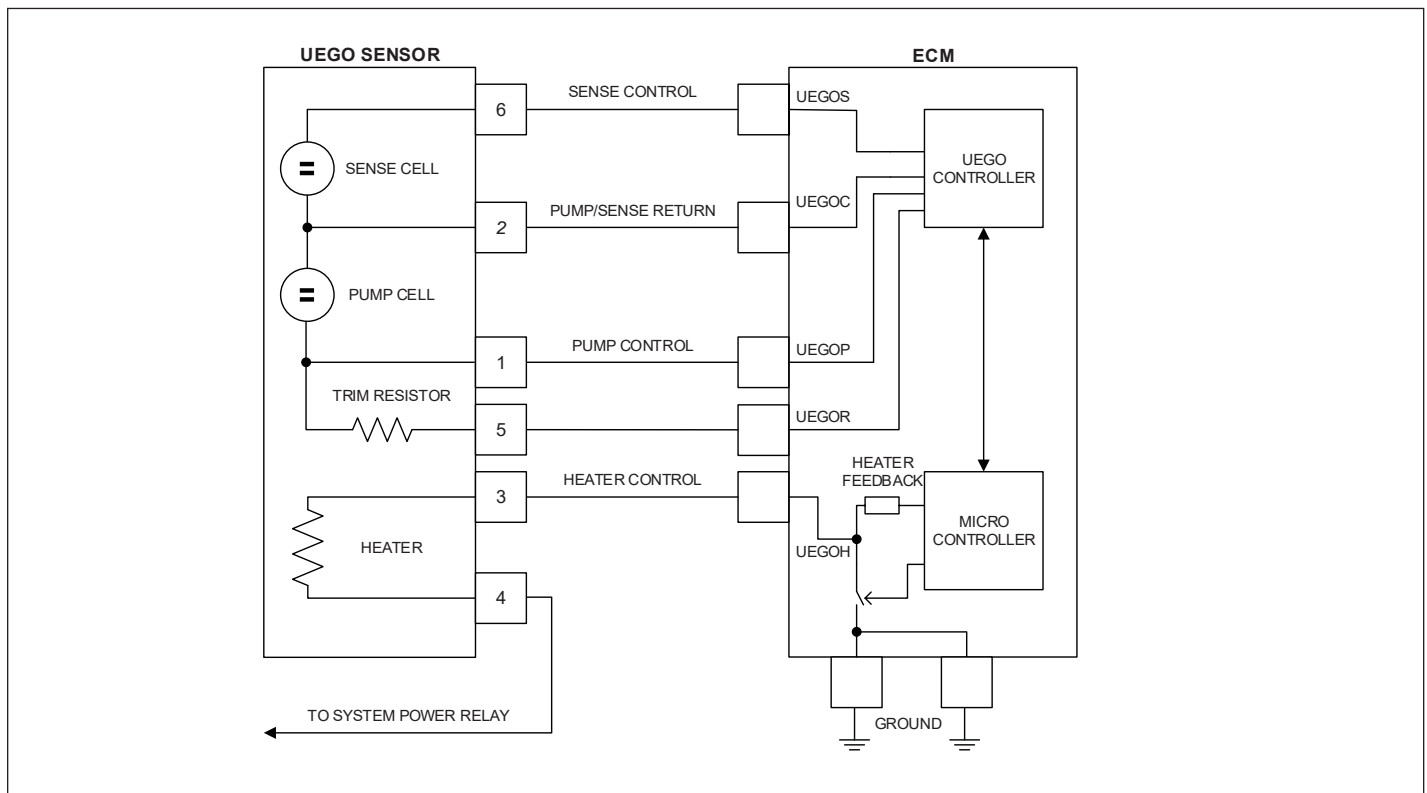 UEGO SENSOR
ECM
6
SENSE CONTROL
UEGOS
SENSE CELL
UEGO
CONTROLLER
2
PUMP/SENSE RETURN
UEGOC
PUMP CELL
1
PUMP CONTROL
UEGOP
TRIM RESISTOR
5
UEGOR
3
HEATER CONTROL
HEATER
FEEDBACK
UEGOH
MICRO
CONTROLLER
HEATER
4
TO SYSTEM POWER RELAY
GROUND